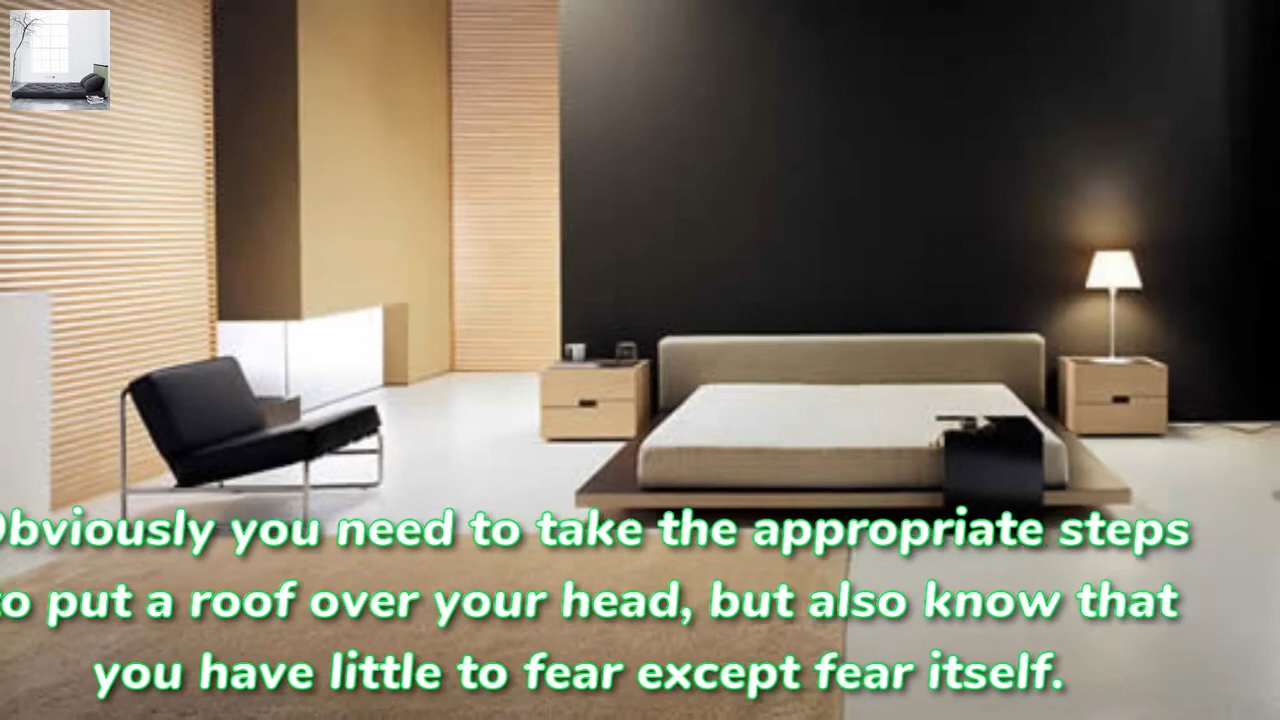 Obviously you need to take the appropriate steps
to put a roof over your head, but also know that
you have little to fear except fear itself.